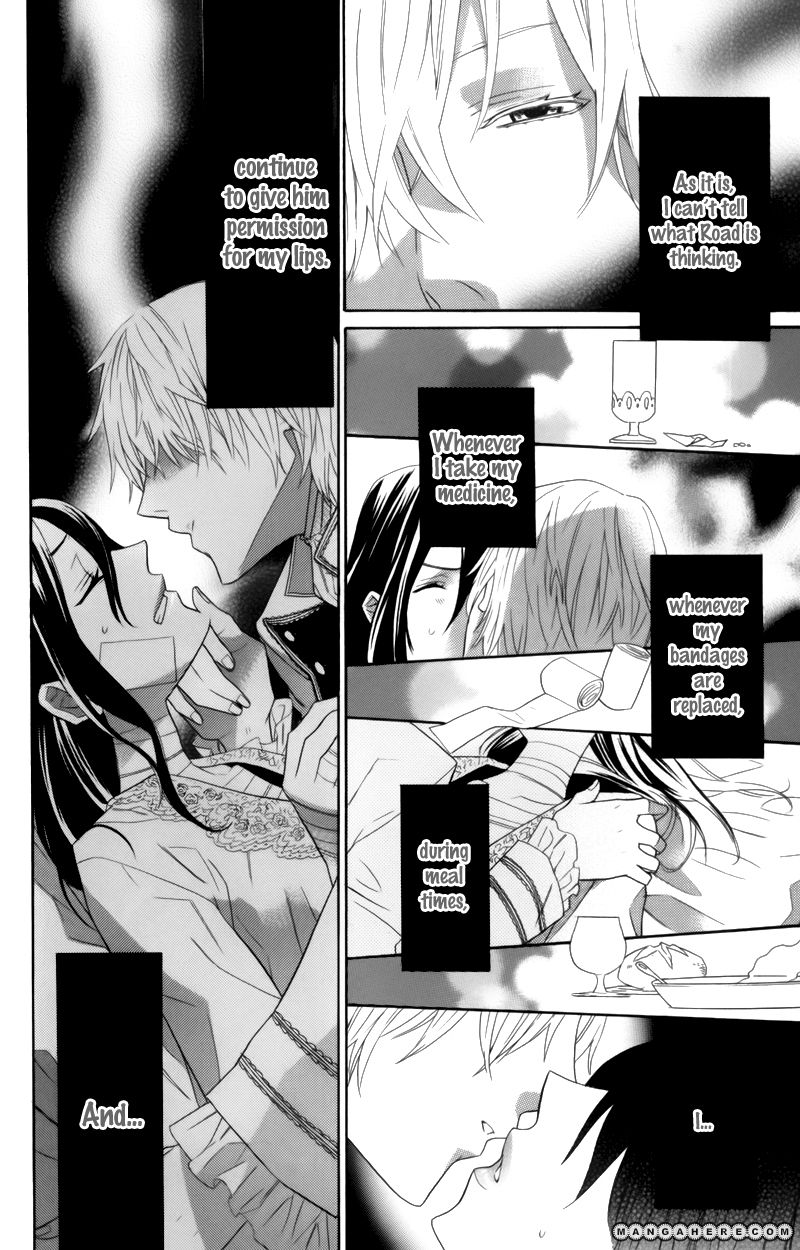 As it is,
I can't tell
what Road is
thinking.
Whenever
I take my
medicine,
whenever
my
bandages
are
replaced,
during
meal
times,
I...
continue
to give him
permission
for my lips.
And...
MANGAHERE.COM